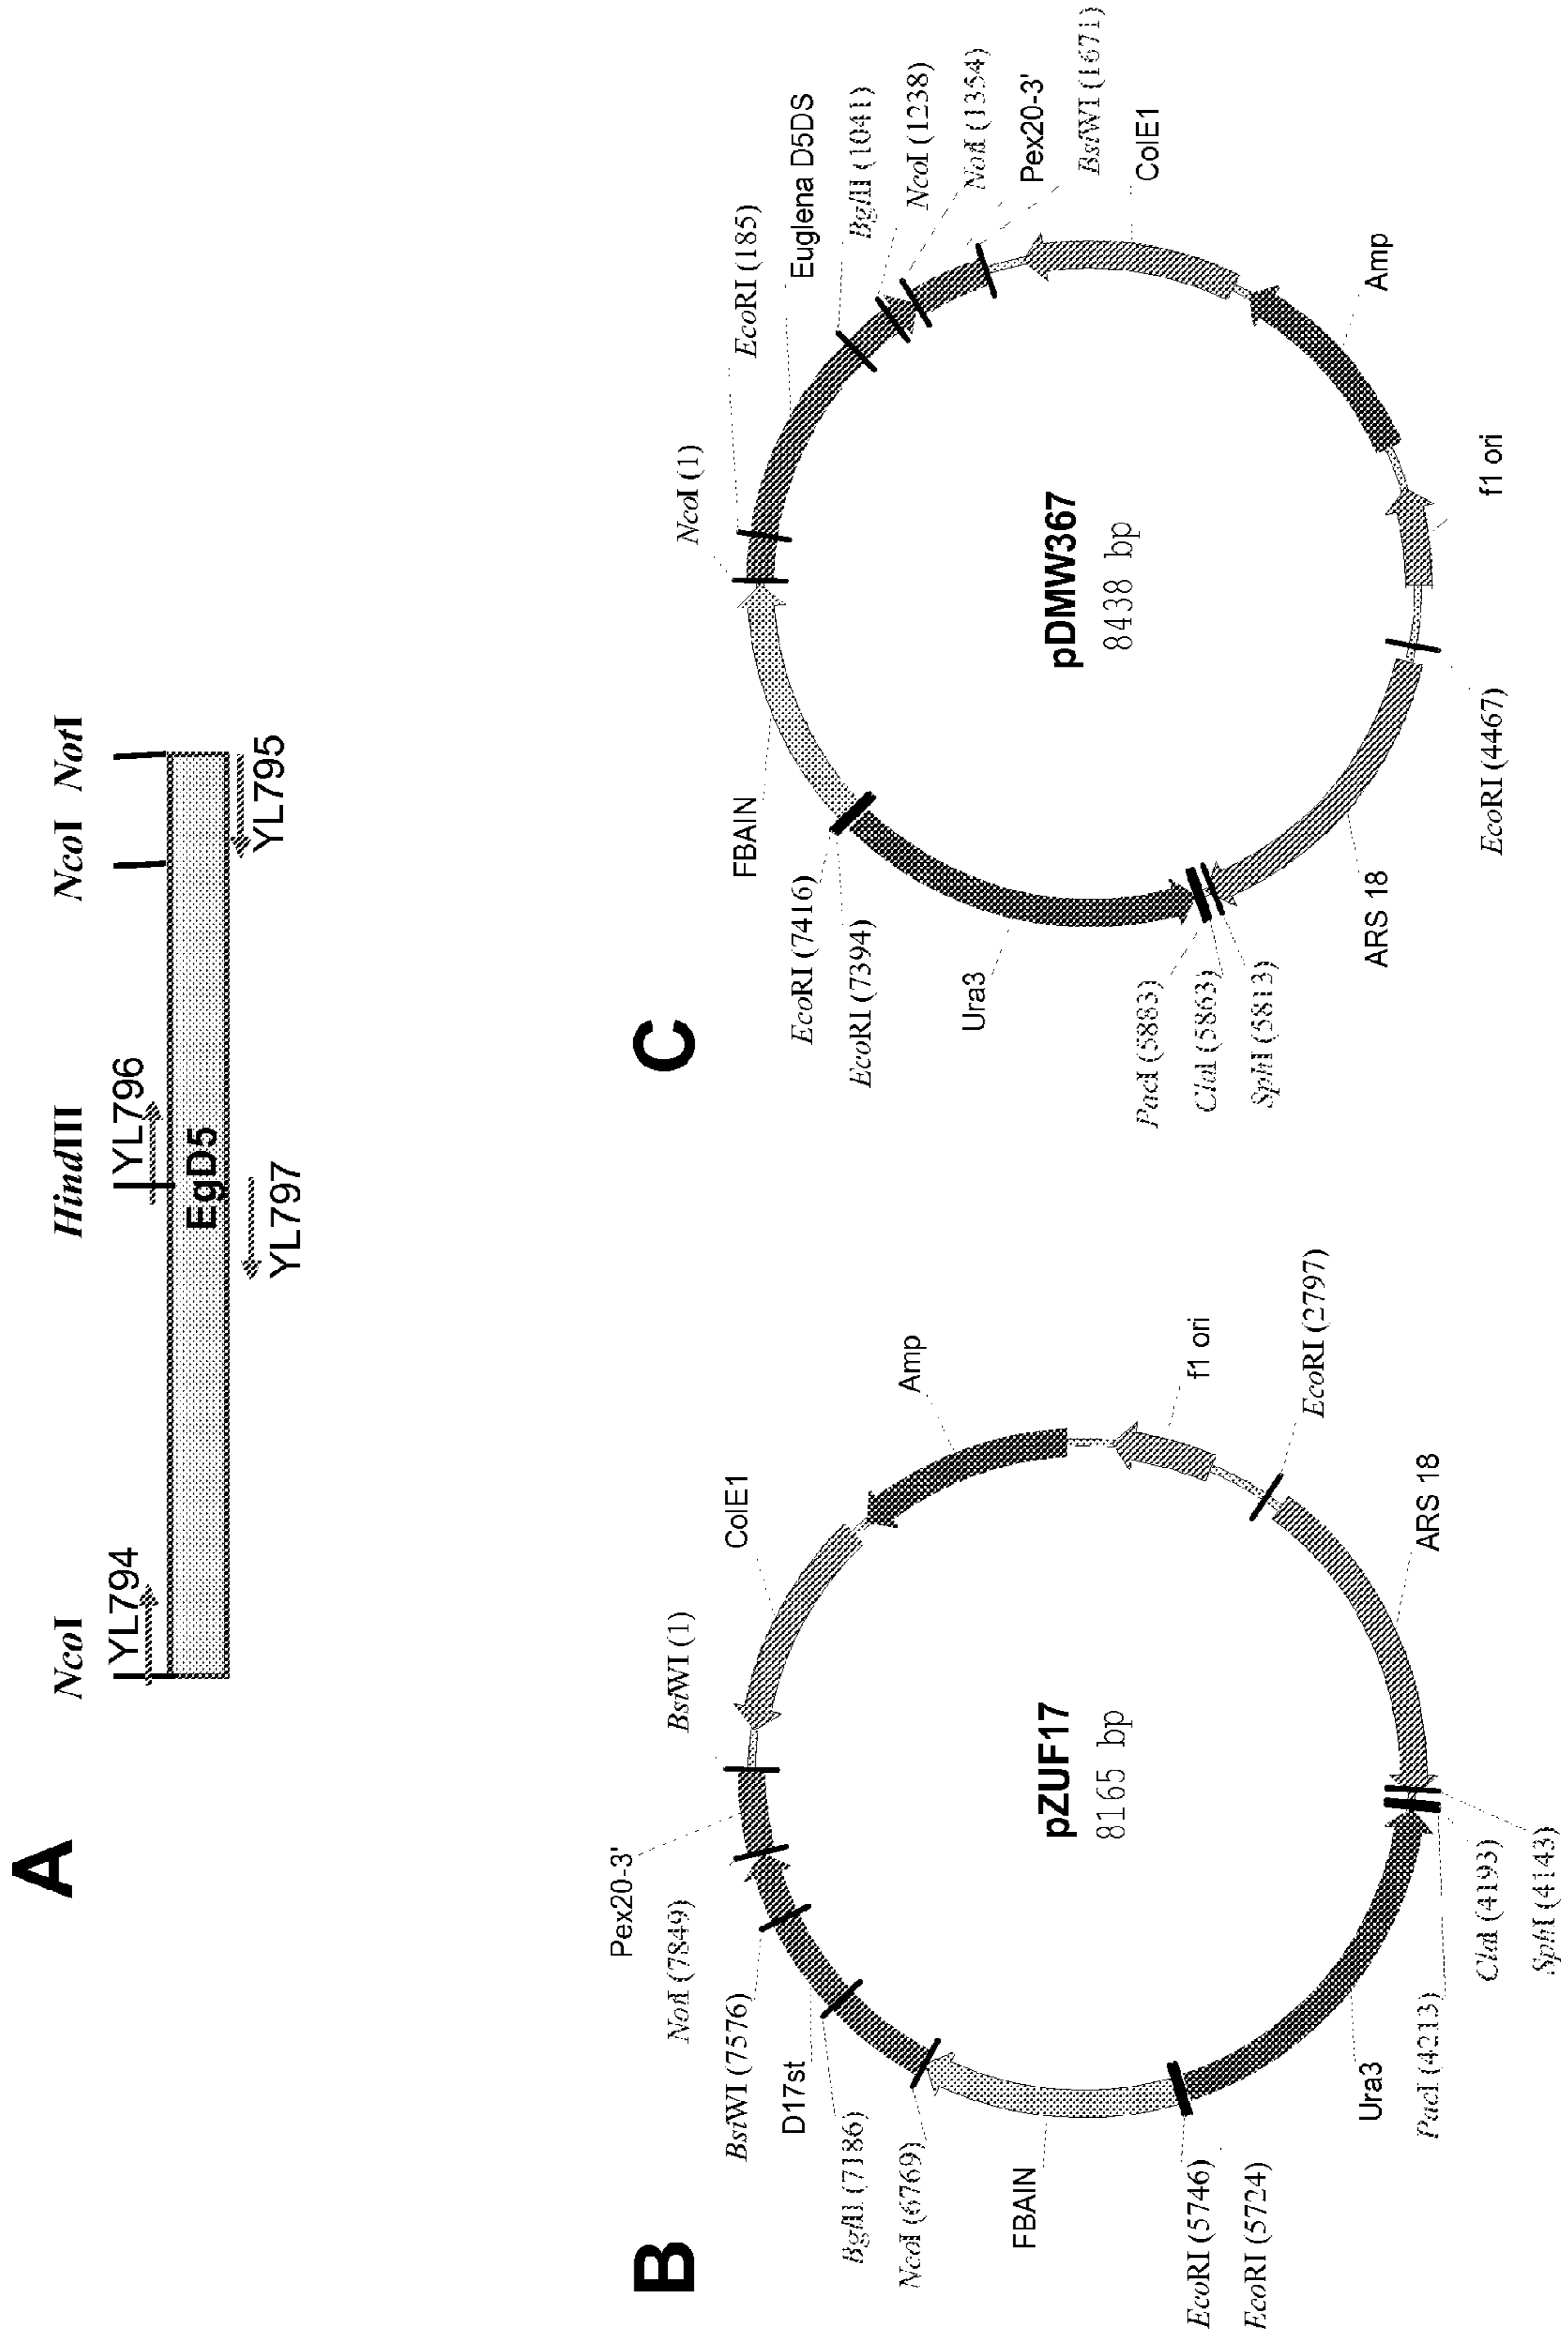 A
NcoI
HindIII
NcoI
NotI
YL794
YL796
EgD5
YL797
YL795
B
BsiWI (1)
Pex20-3'
NotI (7849)
BsiWI (7576)
D17st
BglII (7186)
NcoI (6769)
FBAIN
EcoRI (5746)
EcoRI (5724)
Ura3
PacI (4213)
ClaI (4193)
SphI (4143)
ARS 18
EcoRI (2797)
f1 ori
Amp
ColE1
pZUF17
8165 bp
C
NcoI (1)
EcoRI (185)
Euglena D5DS
BglII (1041)
NcoI (1238)
NotI (1354)
Pex20-3'
BsiWI (1671)
ColE1
Amp
f1 ori
EcoRI (4467)
ARS 18
SphI (5813)
ClaI (5863)
PacI (5883)
Ura3
EcoRI (7394)
EcoRI (7416)
FBAIN
pDMW367
8438 bp